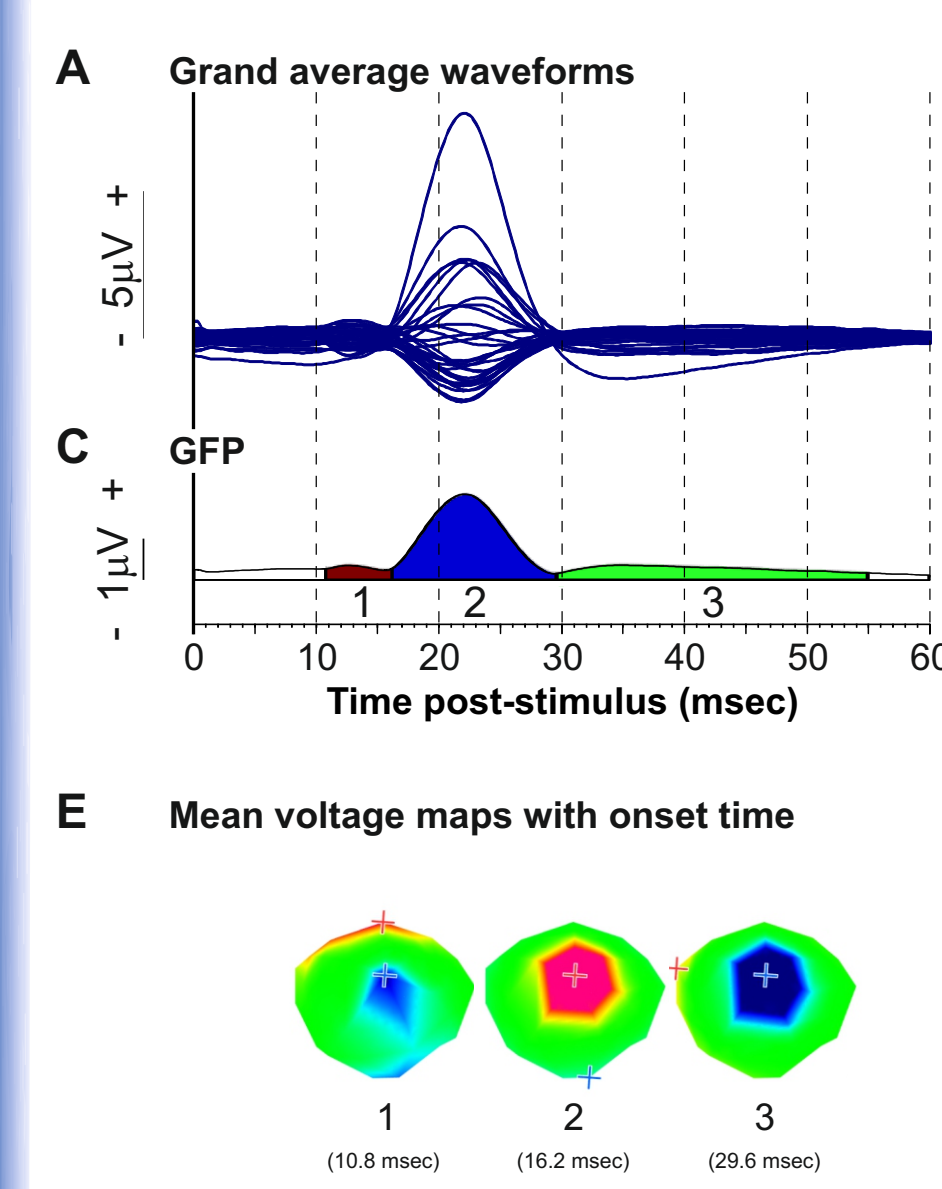 A Grand average waveforms
- 5μV +
C GFP
- 1μV +
1 2 3
0 10 20 30 40 50 60
Time post-stimulus (msec)
E Mean voltage maps with onset time
1 2 3
(10.8 msec) (16.2 msec) (29.6 msec)